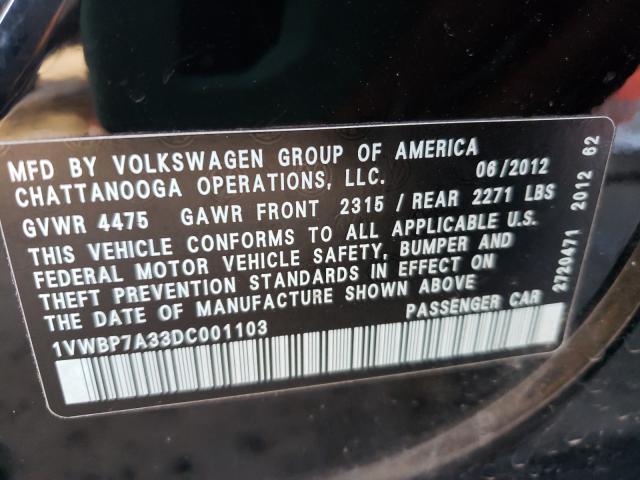 MFD BY VOLKSWAGEN GROUP OF AMERICA
CHATTANOOGA OPERATIONS, LLC. 06/2012
GVWR 4475 GAWR FRONT 2315 / REAR 2271 LBS
THIS VEHICLE CONFORMS TO ALL APPLICABLE U.S.
FEDERAL MOTOR VEHICLE SAFETY, BUMPER AND
THEFT PREVENTION STANDARDS IN EFFECT ON
THE DATE OF MANUFACTURE SHOWN ABOVE
1VWBP7A33DC001103 PASSENGER CAR
2720471 2012 62